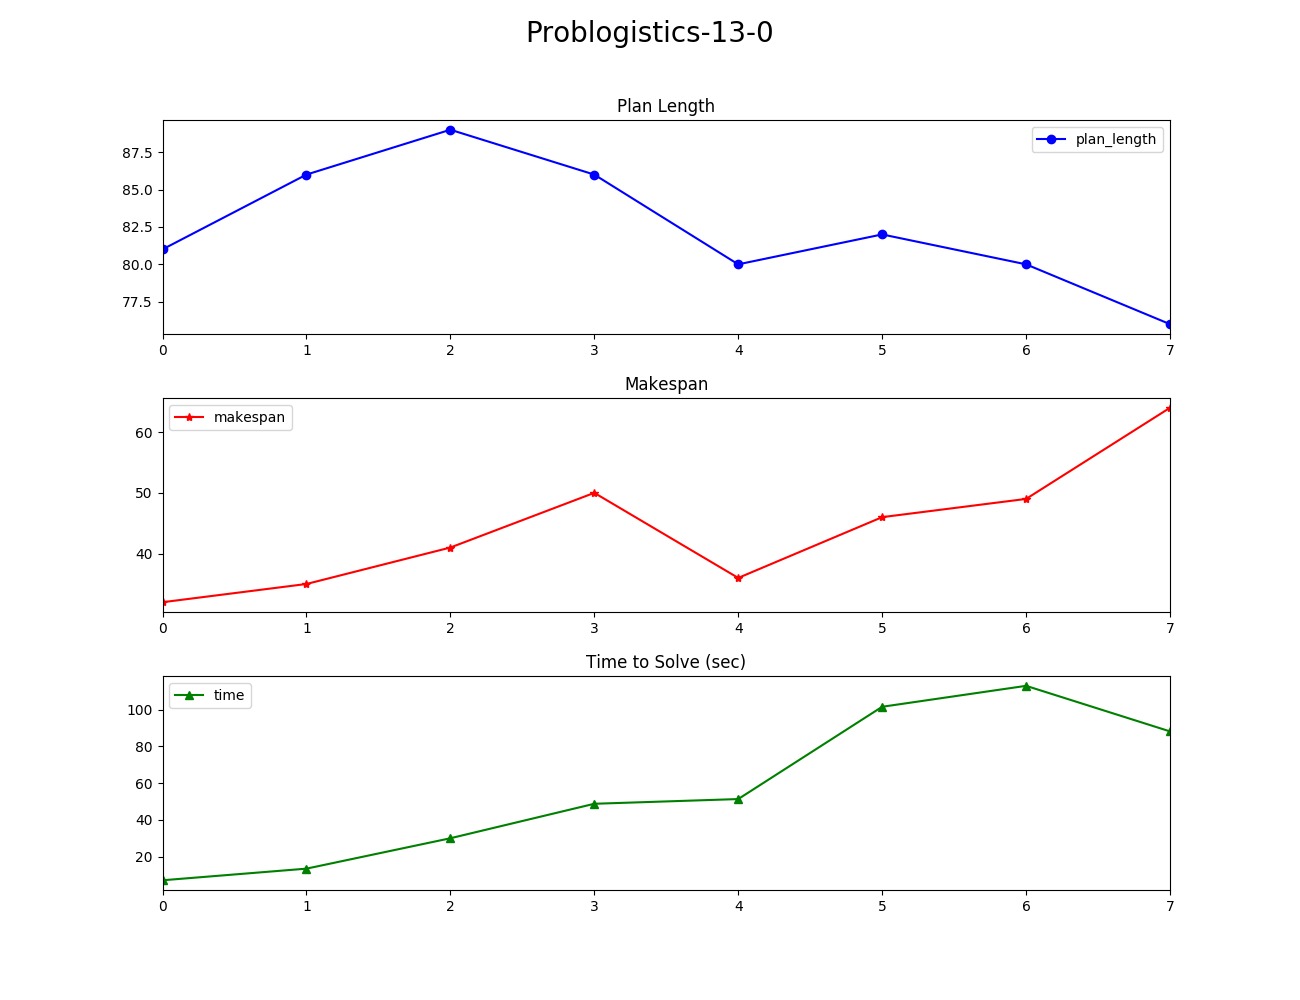 Problogistics-13-0
Plan Length
plan_length
87.5
85.0
82.5
80.0
77.5
0 1 2 3 4 5 6 7
Makespan
makespan
60
50
40
0 1 2 3 4 5 6 7
Time to Solve (sec)
time
100
80
60
40
20
0 1 2 3 4 5 6 7